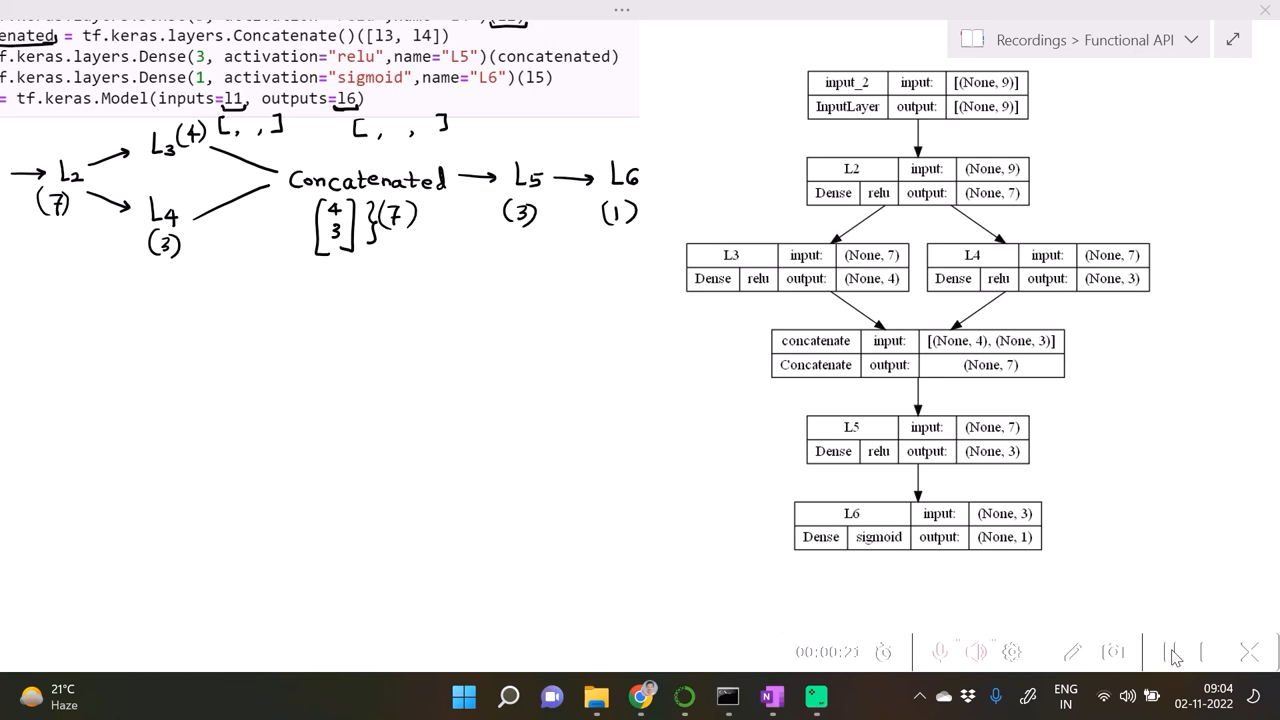 enated = tf.keras.layers.Concatenate()([l3, l4])
f.keras.layers.Dense(3, activation="relu",name="L5")(concatenated)
f.keras.layers.Dense(1, activation="sigmoid",name="L6")(l5)
= tf.keras.Model(inputs=l1, outputs=l6)
[, , ] [, , ]
→ L2 → L3 (4) Concatenated → L5 → L6
(7) L4 [4 3] } (7) (3) (1)
(3)
Recordings > Functional API
input_2 input: [(None, 9)]
InputLayer output: [(None, 9)]
L2 input: (None, 9)
Dense relu output: (None, 7)
L3 input: (None, 7)
Dense relu output: (None, 4)
L4 input: (None, 7)
Dense relu output: (None, 3)
concatenate input: [(None, 4), (None, 3)]
Concatenate output: (None, 7)
L5 input: (None, 7)
Dense relu output: (None, 3)
L6 input: (None, 3)
Dense sigmoid output: (None, 1)
21°C
Haze
ENG
IN
09:04
02-11-2022